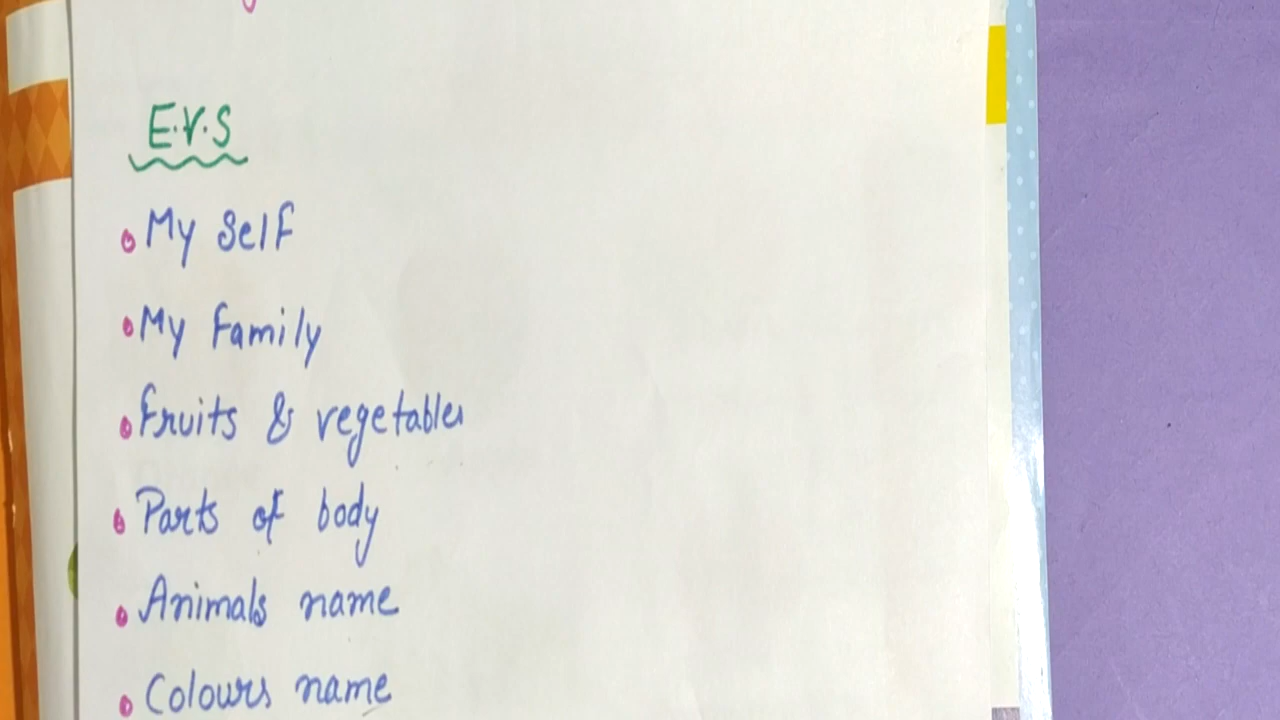 E.V.S
My Self
My Family
Fruits & vegetables
Parts of body
Animals name
Colours name